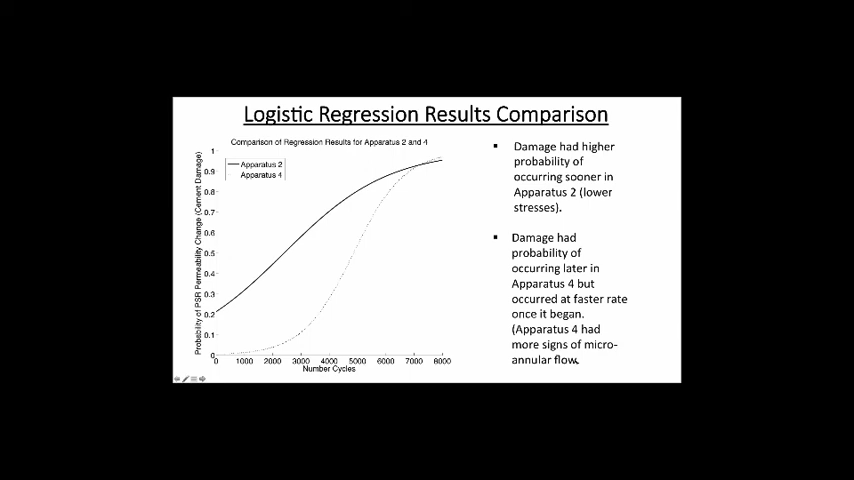 Logistic Regression Results Comparison
Comparison of Regression Results for Apparatus 2 and 4
Apparatus 2
Apparatus 4
Probability of PSR Permeability Change (Cement Damage)
1
0.9
0.8
0.7
0.6
0.5
0.4
0.3
0.2
0.1
0
0 1000 2000 3000 4000 5000 6000 7000 8000
Number Cycles
▪ Damage had higher
probability of
occurring sooner in
Apparatus 2 (lower
stresses).
▪ Damage had
probability of
occurring later in
Apparatus 4 but
occurred at faster rate
once it began.
(Apparatus 4 had
more signs of micro-
annular flow.